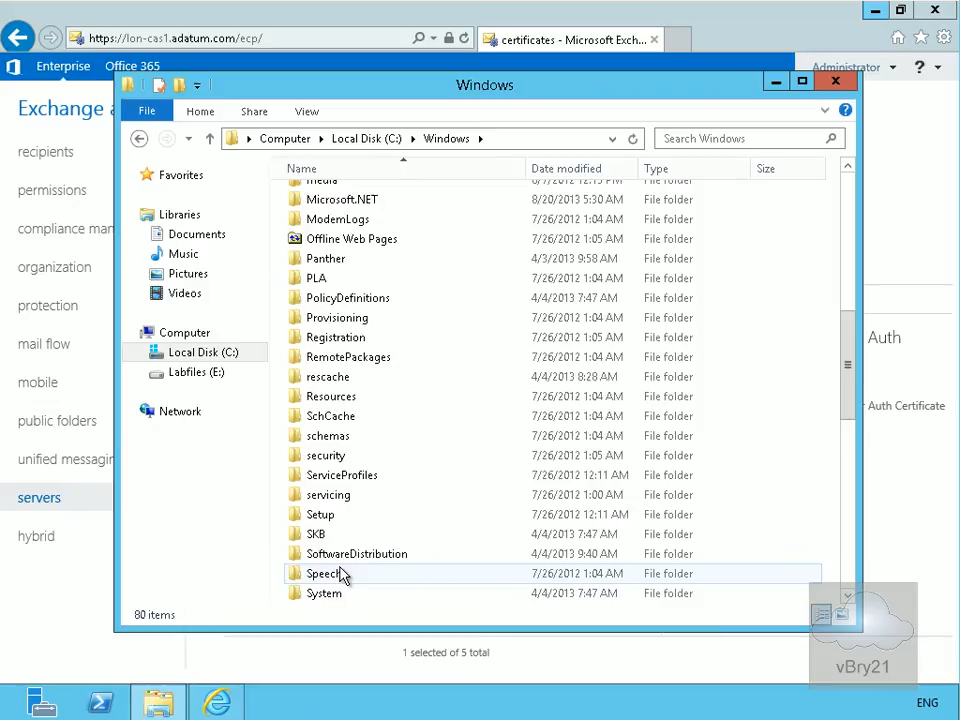 https://lon-cas1.adatum.com/ecp/
certificates - Microsoft Exch...
Enterprise Office 365
Administrator ?
Windows
Exchange a
File Home Share View
Computer Local Disk (C:) Windows
Search Windows
recipients
permissions
compliance man
organization
protection
mail flow
mobile
public folders
unified messagin
servers
hybrid
Favorites
Libraries
Documents
Music
Pictures
Videos
Computer
Local Disk (C:)
Labfiles (E:)
Network
Name Date modified Type Size
media 8/7/2012 12:15 PM File folder
Microsoft.NET 8/20/2013 5:30 AM File folder
ModemLogs 7/26/2012 1:04 AM File folder
Offline Web Pages 7/26/2012 1:05 AM File folder
Panther 4/3/2013 9:58 AM File folder
PLA 7/26/2012 1:04 AM File folder
PolicyDefinitions 4/4/2013 7:47 AM File folder
Provisioning 7/26/2012 1:04 AM File folder
Registration 7/26/2012 1:05 AM File folder
RemotePackages 7/26/2012 1:04 AM File folder
rescache 4/4/2013 8:28 AM File folder
Resources 7/26/2012 1:04 AM File folder
SchCache 7/26/2012 1:04 AM File folder
schemas 7/26/2012 1:04 AM File folder
security 7/26/2012 1:05 AM File folder
ServiceProfiles 7/26/2012 12:11 AM File folder
servicing 7/26/2012 1:00 AM File folder
Setup 7/26/2012 12:11 AM File folder
SKB 4/4/2013 7:47 AM File folder
SoftwareDistribution 4/4/2013 9:40 AM File folder
Speech 7/26/2012 1:04 AM File folder
System 4/4/2013 7:47 AM File folder
80 items
Auth
r Auth Certificate
1 selected of 5 total
vBry21
ENG